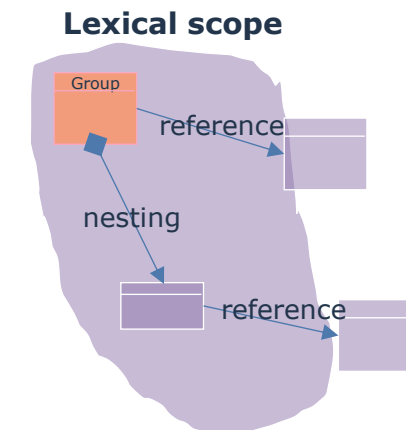 Lexical scope
Group
reference
nesting
reference